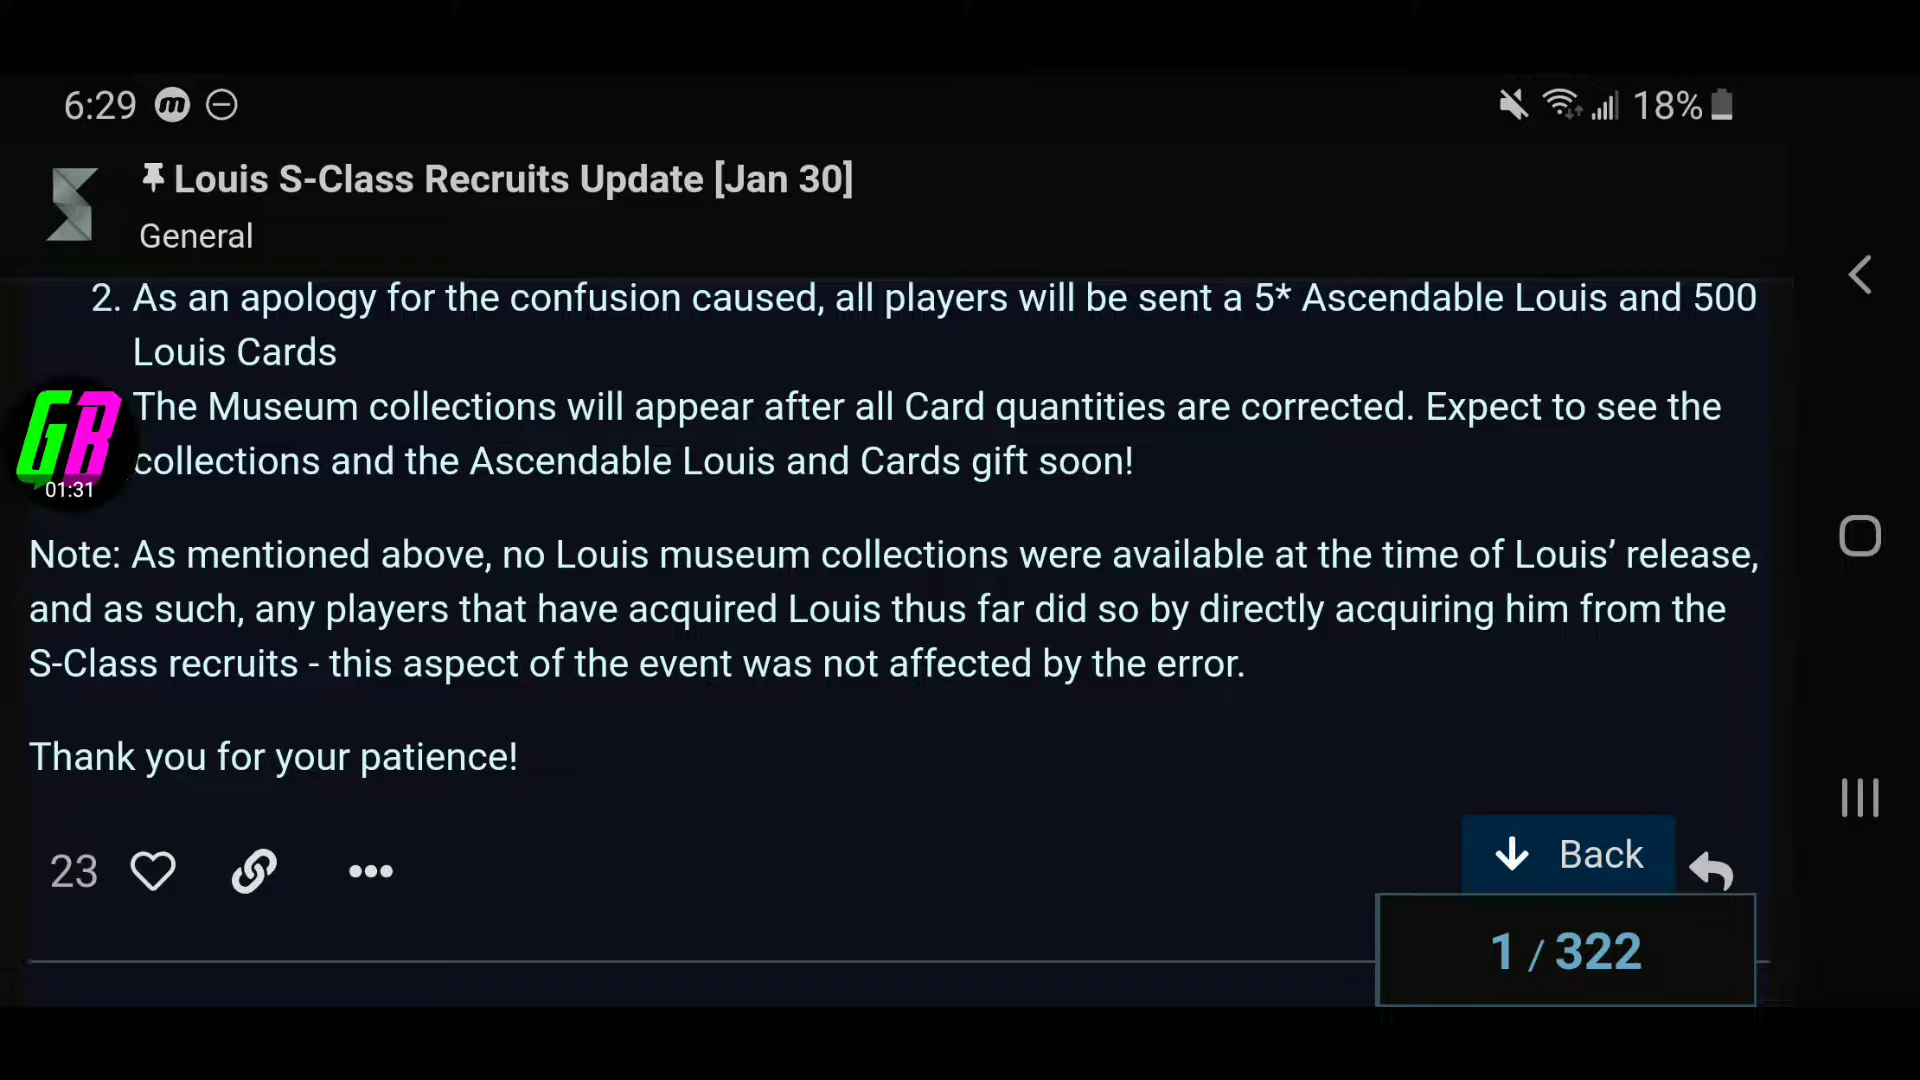 6:29 m 18%
Louis S-Class Recruits Update [Jan 30]
General
2. As an apology for the confusion caused, all players will be sent a 5* Ascendable Louis and 500
Louis Cards
The Museum collections will appear after all Card quantities are corrected. Expect to see the
collections and the Ascendable Louis and Cards gift soon!
GR
01:31
Note: As mentioned above, no Louis museum collections were available at the time of Louis’ release,
and as such, any players that have acquired Louis thus far did so by directly acquiring him from the
S-Class recruits - this aspect of the event was not affected by the error.
Thank you for your patience!
23
Back
1 / 322